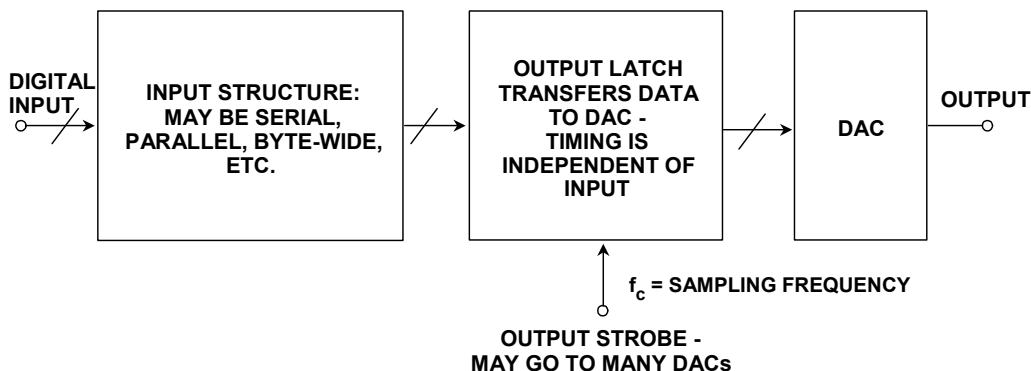 DIGITAL
INPUT
INPUT STRUCTURE:
MAY BE SERIAL,
PARALLEL, BYTE-WIDE,
ETC.
OUTPUT LATCH
TRANSFERS DATA
TO DAC -
TIMING IS
INDEPENDENT OF
INPUT
DAC
OUTPUT
fc = SAMPLING FREQUENCY
OUTPUT STROBE -
MAY GO TO MANY DACs